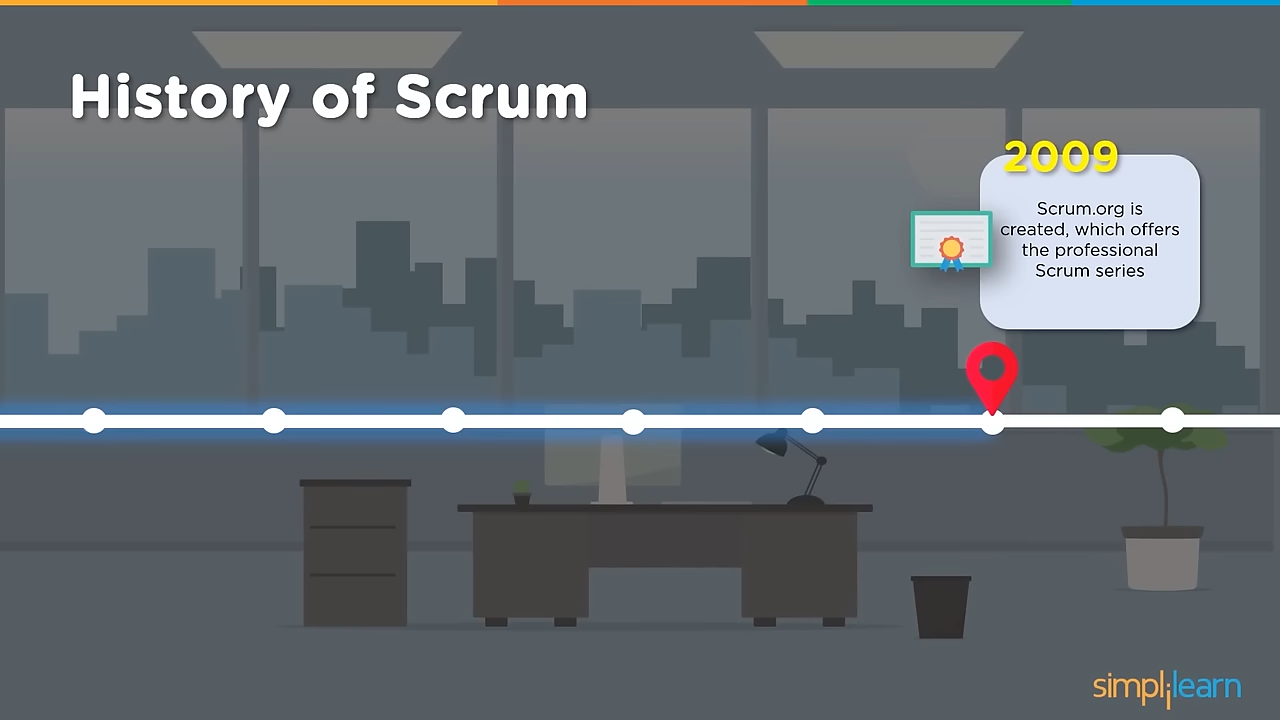 History of Scrum
2009
Scrum.org is
created, which offers
the professional
Scrum series
simplilearn